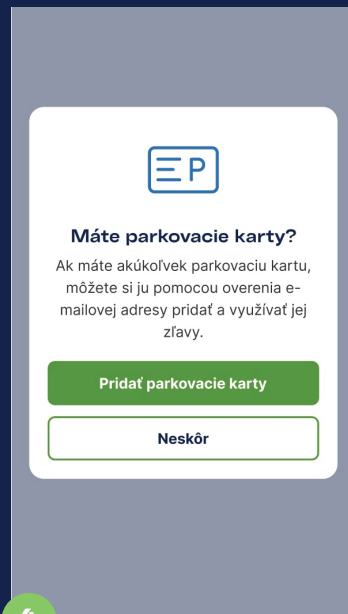 P
Máte parkovacie karty?
Ak máte akúkoľvek parkovaciu kartu,
môžete si ju pomocou overenia e-
mailovej adresy pridať a využívať jej
zľavy.
Pridať parkovacie karty
Neskôr